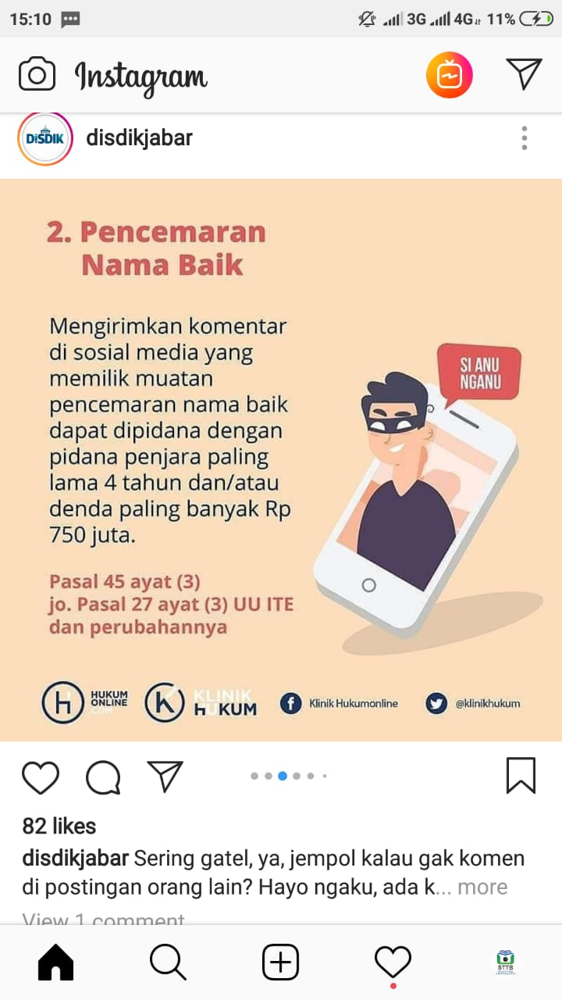 15:10
3G 4G 11%
Instagram
DISDIK disdikjabar
2. Pencemaran
Nama Baik
Mengirimkan komentar
di sosial media yang
memilik muatan
pencemaran nama baik
dapat dipidana dengan
pidana penjara paling
lama 4 tahun dan/atau
denda paling banyak Rp
750 juta.
SI ANU
NGANU
Pasal 45 ayat (3)
jo. Pasal 27 ayat (3) UU ITE
dan perubahannya
H HUKUM
ONLINE
.COM
K KLINIK
HUKUM
f Klinik Hukumonline
@klinikhukum
82 likes
disdikjabar Sering gatel, ya, jempol kalau gak komen
di postingan orang lain? Hayo ngaku, ada k... more
View 1 comment
STTB